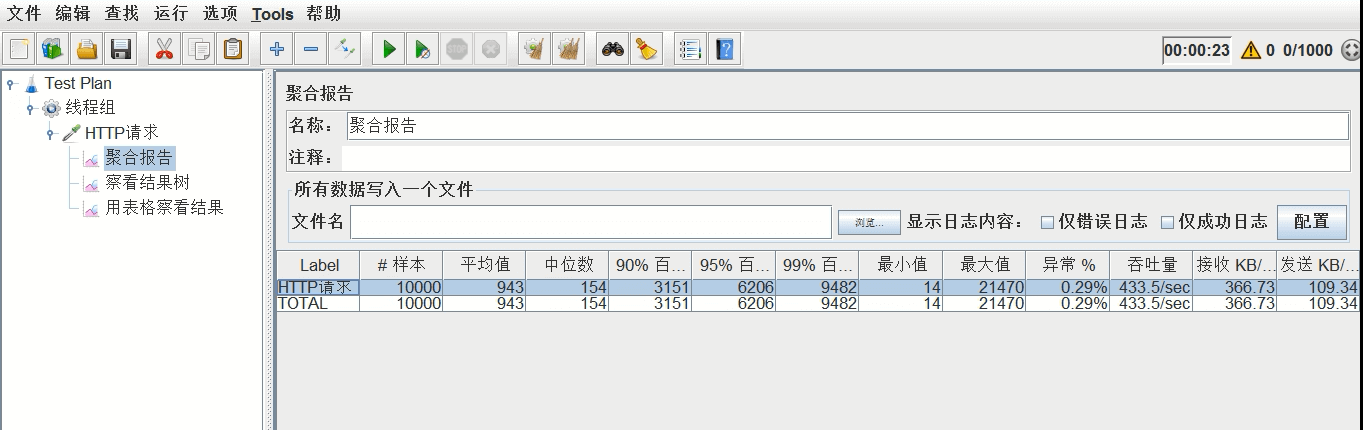 文件 编辑 查找 运行 选项 Tools 帮助
STOP
00:00:23 0 0/1000
Test Plan
线程组
HTTP请求
聚合报告
察看结果树
用表格察看结果
聚合报告
名称： 聚合报告
注释：
所有数据写入一个文件
文件名 浏览... 显示日志内容： 仅错误日志 仅成功日志 配置
Label # 样本 平均值 中位数 90% 百... 95% 百... 99% 百... 最小值 最大值 异常 % 吞吐量 接收 KB/... 发送 KB/...
HTTP请求 10000 943 154 3151 6206 9482 14 21470 0.29% 433.5/sec 366.73 109.34
TOTAL 10000 943 154 3151 6206 9482 14 21470 0.29% 433.5/sec 366.73 109.34